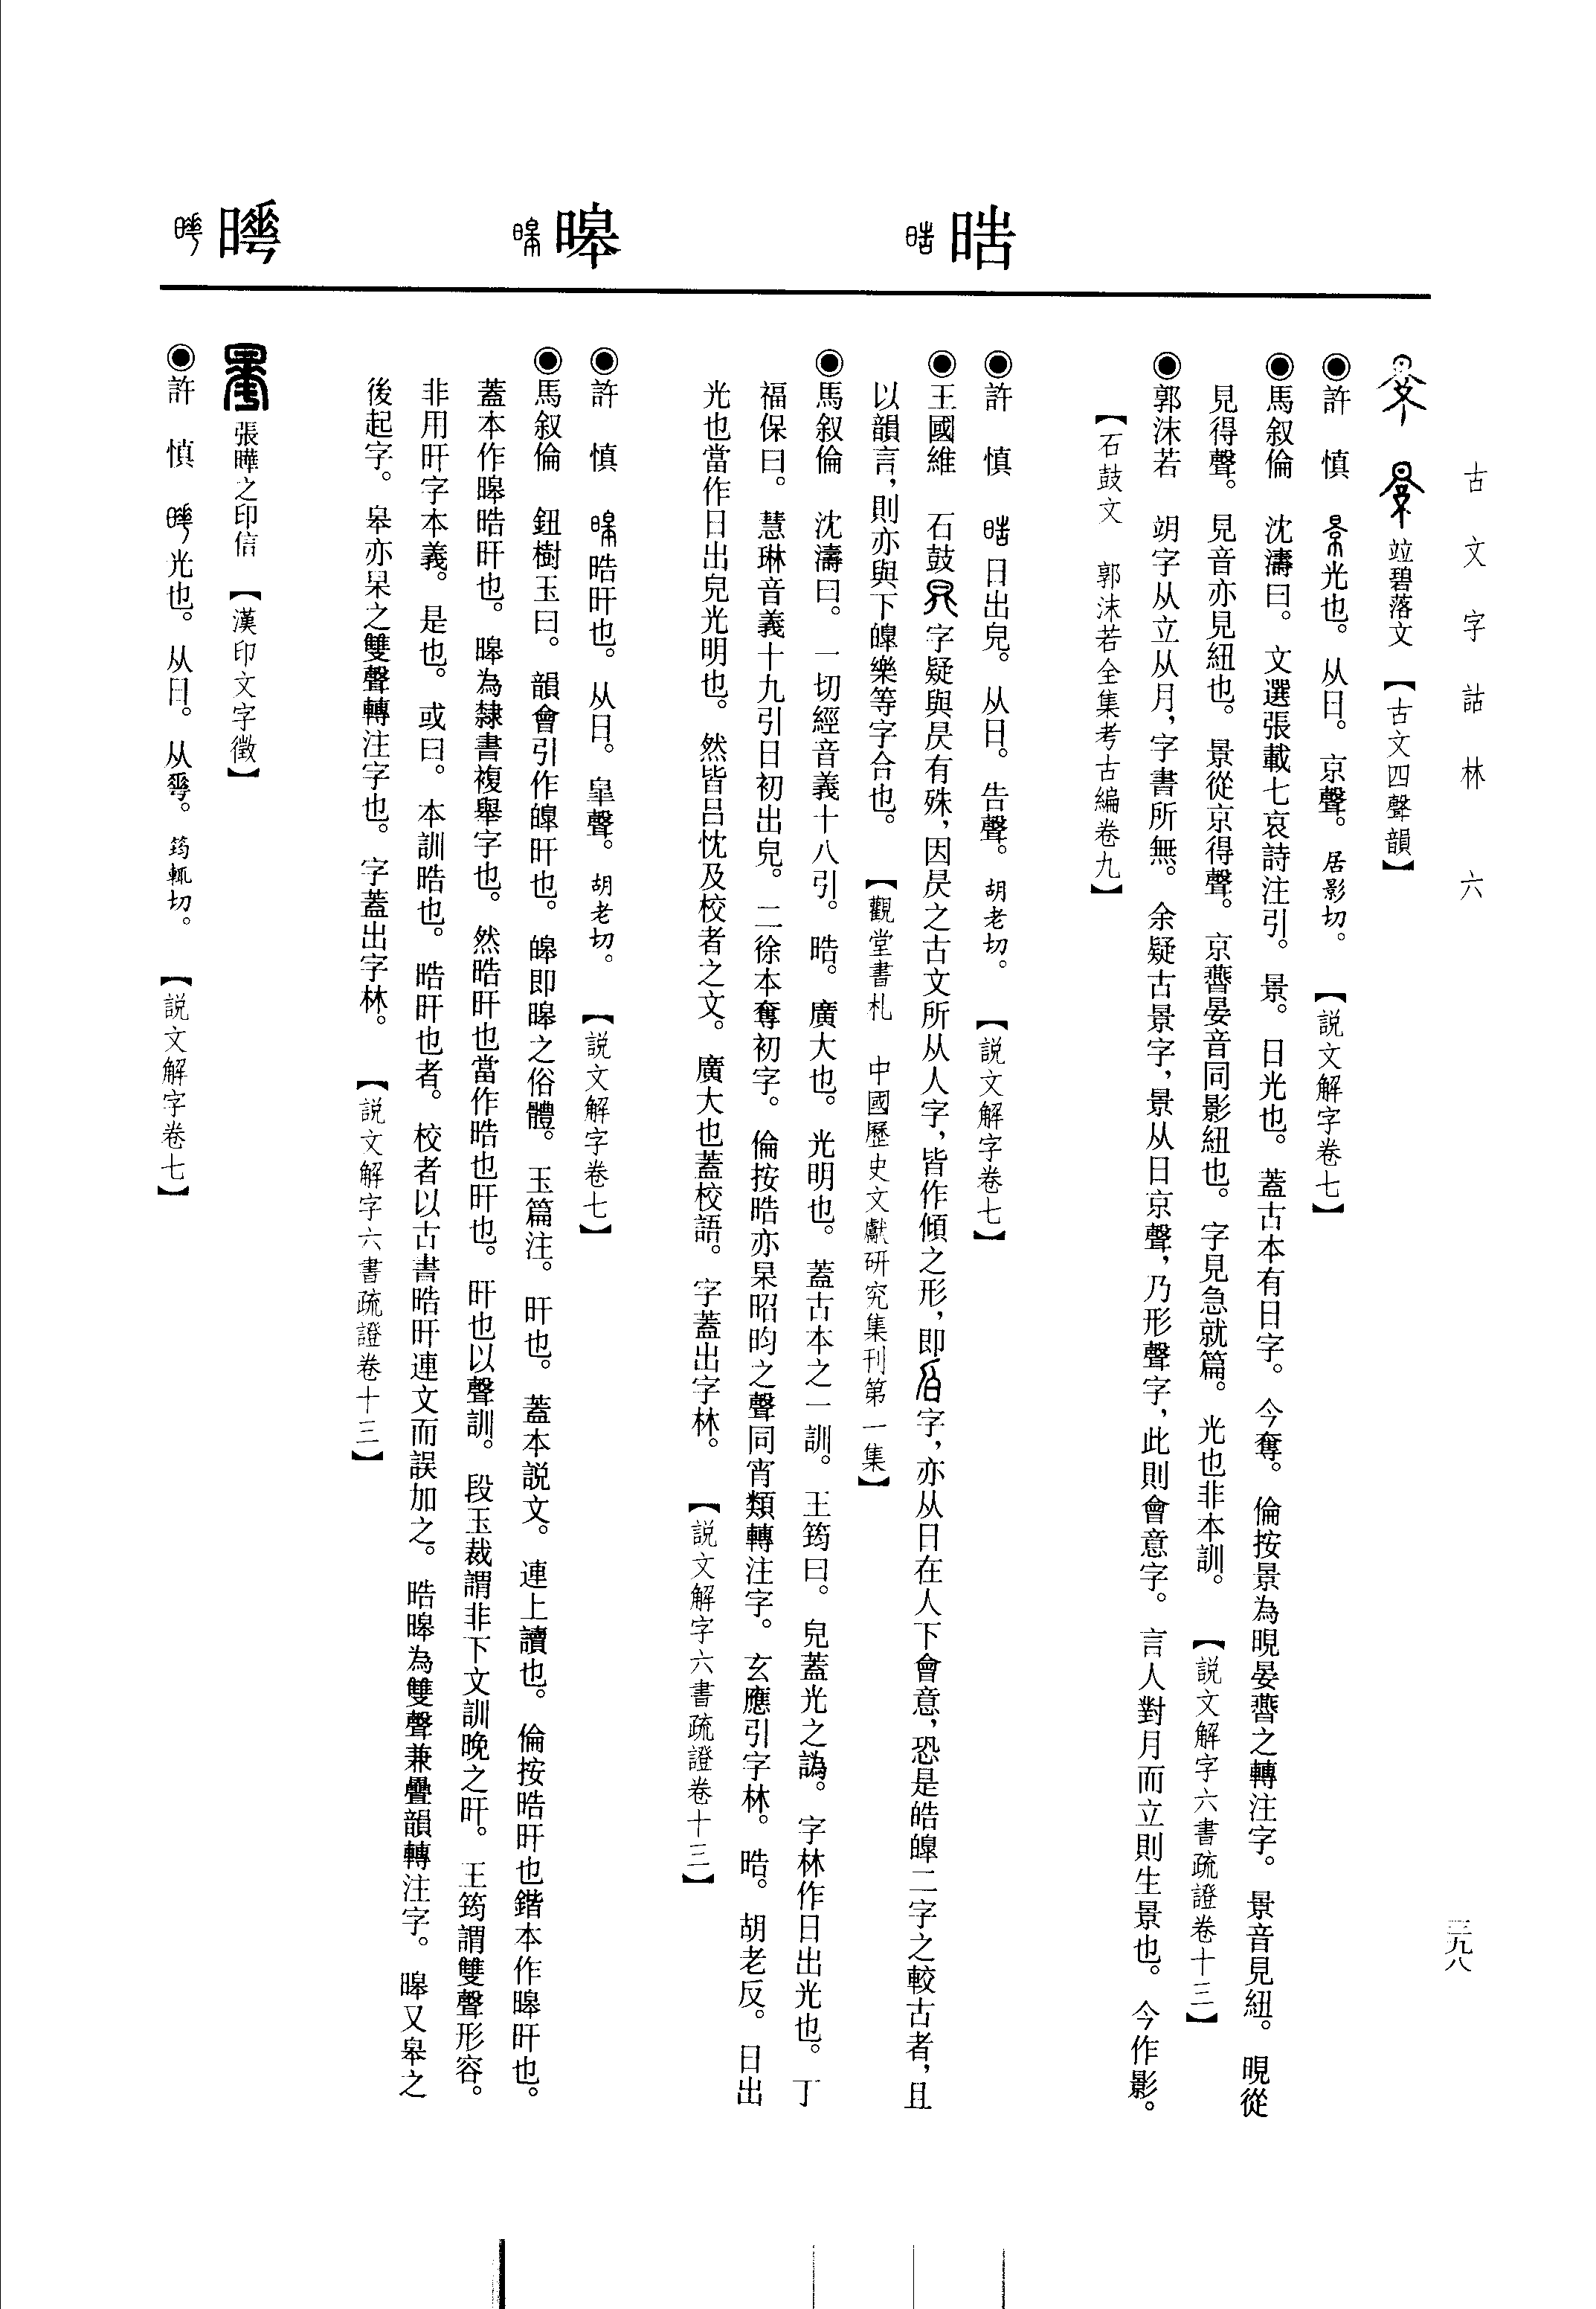 古文字詁林 六
三九八
晧
暤
曅
竝碧落文 【古文四聲韻】
◉許 慎 光也。从日。京聲。居影切。 【説文解字卷七】
◉馬叙倫 沈濤曰。文選張載七哀詩注引。景。日光也。蓋古本有日字。今奪。倫按景為晛晏㬫之轉注字。景音見紐。晛從
見得聲。見音亦見紐也。景從京得聲。京㬫晏音同影紐也。字見急就篇。光也非本訓。 【説文解字六書疏證卷十三】
◉郭沫若 䎳字从立从月,字書所無。余疑古景字,景从日京聲,乃形聲字,此則會意字。言人對月而立則生景也。今作影。
【石鼓文 郭沫若全集考古編卷九】
◉許 慎 日出皃。从日。告聲。胡老切。 【説文解字卷七】
◉王國維 石鼓字疑與昃有殊,因昃之古文所从人字,皆作傾之形,即字,亦从日在人下會意,恐是皓皞二字之較古者,且
以韻言,則亦與下皞樂等字合也。 【觀堂書札 中國歷史文獻研究集刊第一集】
◉馬叙倫 沈濤曰。一切經音義十八引。晧。廣大也。光明也。蓋古本之一訓。王筠曰。皃蓋光之譌。字林作日出光也。丁
福保曰。慧琳音義十九引日初出皃。二徐本奪初字。倫按晧亦杲昭昀之聲同宵類轉注字。玄應引字林。晧。胡老反。日出
光也當作日出皃光明也。然皆呂忱及校者之文。廣大也蓋校語。字蓋出字林。 【説文解字六書疏證卷十三】
◉許 慎 晧旰也。从日。皐聲。胡老切。 【説文解字卷七】
◉馬叙倫 鈕樹玉曰。韻會引作皞旰也。皞即暤之俗體。玉篇注。旰也。蓋本説文。連上讀也。倫按晧旰也鍇本作暤旰也。
蓋本作暤晧旰也。暤為隸書複舉字也。然晧旰也當作晧也旰也。旰也以聲訓。段玉裁謂非下文訓晚之旰。王筠謂雙聲形容。
非用旰字本義。是也。或曰。本訓晧也。晧旰也者。校者以古書晧旰連文而誤加之。晧暤為雙聲兼疊韻轉注字。暤又皋之
後起字。皋亦杲之雙聲轉注字也。字蓋出字林。 【説文解字六書疏證卷十三】
張曄之印信 【漢印文字徵】
◉許 慎 光也。从日。从䔢。筠輒切。 【説文解字卷七】